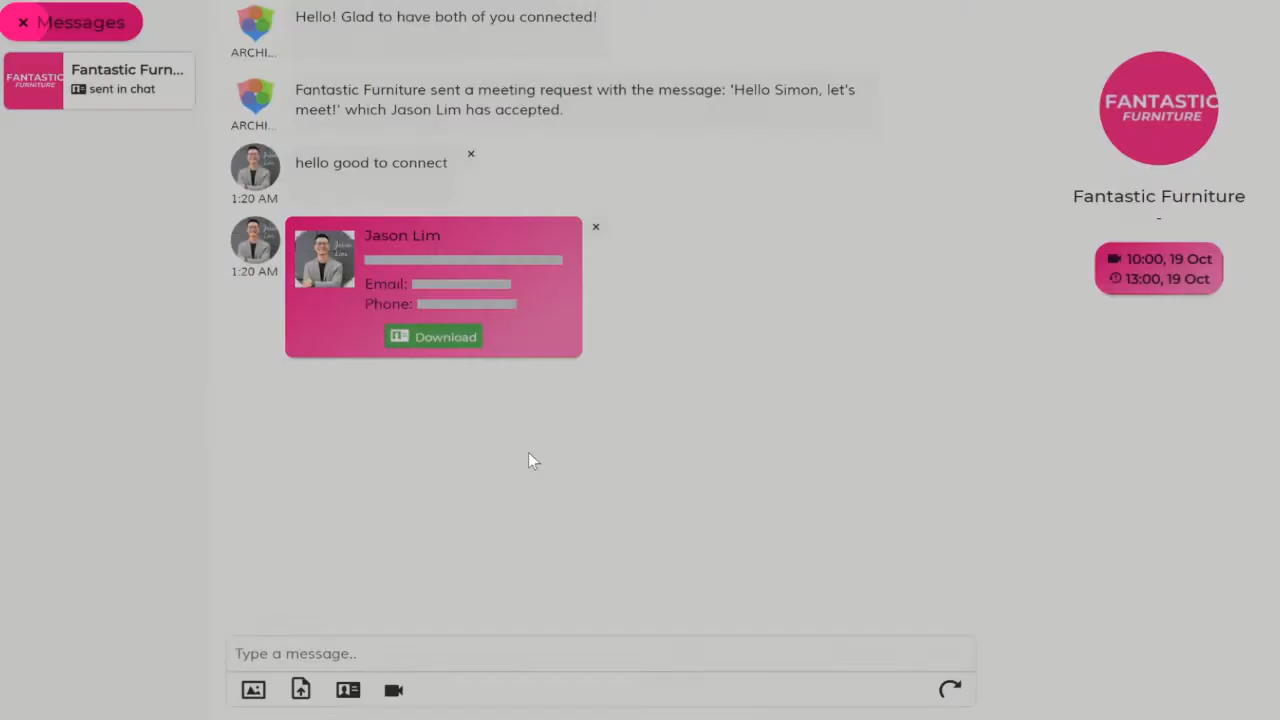 × Messages
FANTASTIC
FURNITURE
Fantastic Furn...
sent in chat
Hello! Glad to have both of you connected!
ARCHI...
Fantastic Furniture sent a meeting request with the message: 'Hello Simon, let's
meet!' which Jason Lim has accepted.
ARCHI...
hello good to connect
×
1:20 AM
Jason Lim
×
Jason
Lim
Email:
Phone:
1:20 AM
Download
Type a message..
FANTASTIC
FURNITURE
Fantastic Furniture
-
10:00, 19 Oct
13:00, 19 Oct